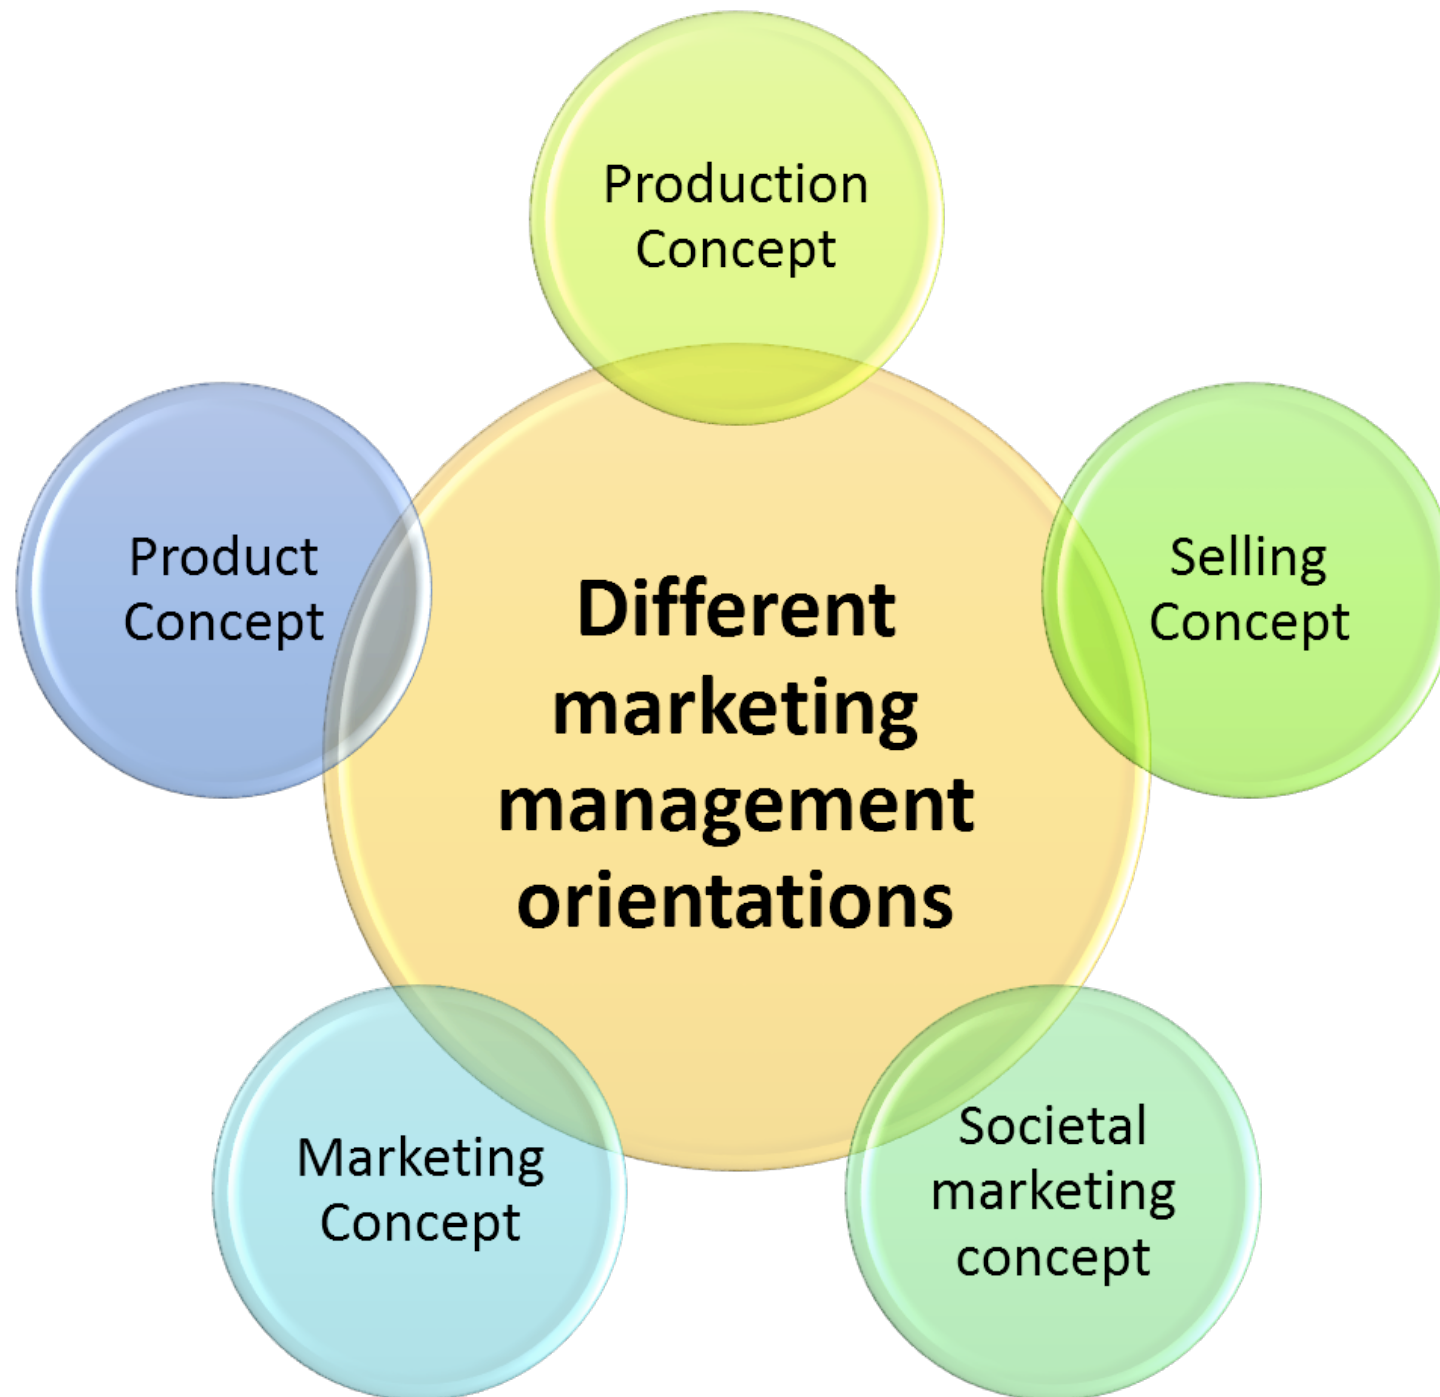 Production
Concept
Product
Concept
Different
marketing
management
orientations
Selling
Concept
Marketing
Concept
Societal
marketing
concept